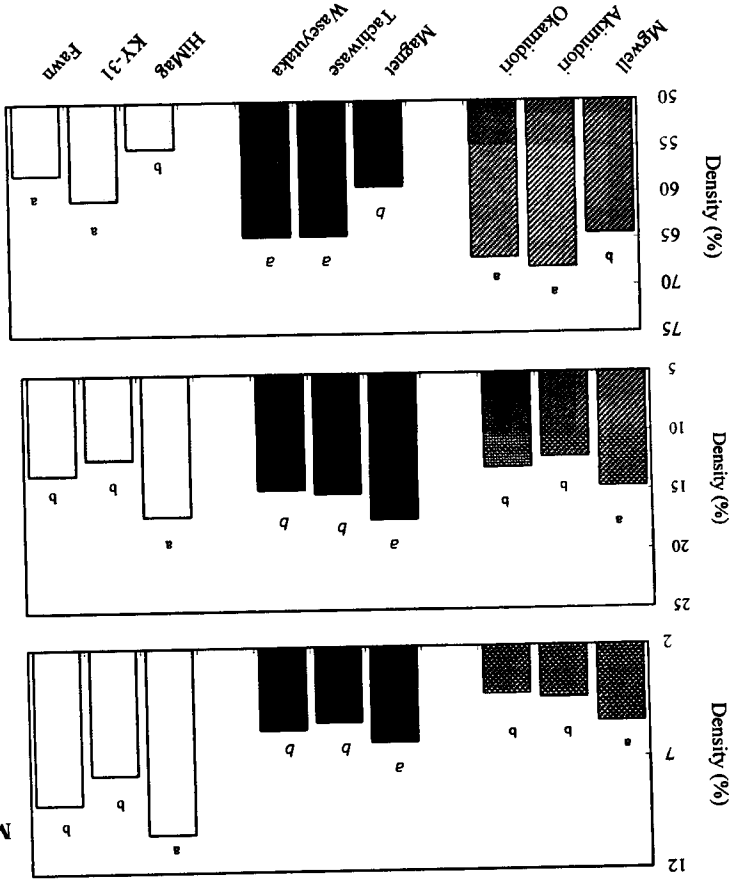 M
12
a
b
b
a
b
b
a
b
b
7
2
Density (%)
25
20
a
b
b
a
b
b
a
b
b
15
10
5
Density (%)
75
70
b
a
a
b
a
a
b
a
a
65
60
55
50
Density (%)
Mgwell
Akimidori
Okamidori
Magnet
Tachiwase
Waseyutaka
HiMag
KY-31
Fawn